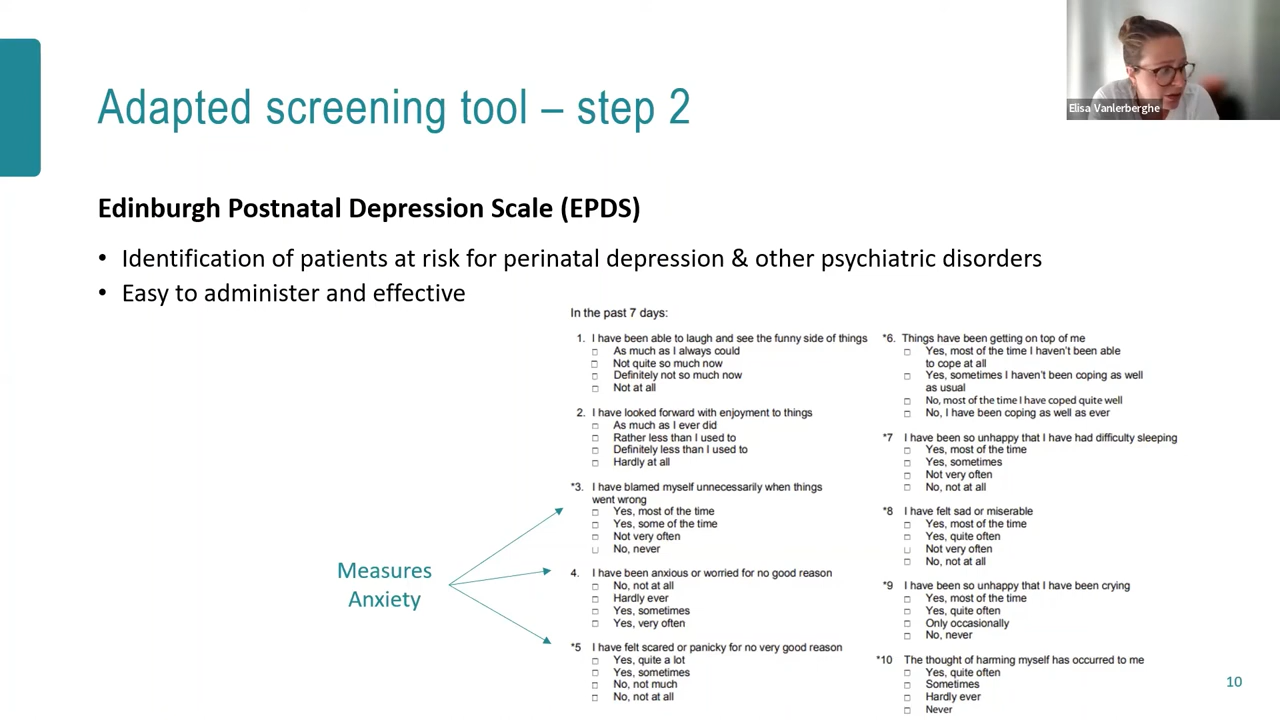 Elisa Vanlerberghe
Adapted screening tool – step 2
Edinburgh Postnatal Depression Scale (EPDS)
• Identification of patients at risk for perinatal depression & other psychiatric disorders
• Easy to administer and effective
In the past 7 days:
1. I have been able to laugh and see the funny side of things
As much as I always could
Not quite so much now
Definitely not so much now
Not at all
2. I have looked forward with enjoyment to things
As much as I ever did
Rather less than I used to
Definitely less than I used to
Hardly at all
*3. I have blamed myself unnecessarily when things
went wrong
Yes, most of the time
Yes, some of the time
Not very often
No, never
4. I have been anxious or worried for no good reason
No, not at all
Hardly ever
Yes, sometimes
Yes, very often
*5 I have felt scared or panicky for no very good reason
Yes, quite a lot
Yes, sometimes
No, not much
No, not at all
*6. Things have been getting on top of me
Yes, most of the time I haven't been able
to cope at all
Yes, sometimes I haven't been coping as well
as usual
No, most of the time I have coped quite well
No, I have been coping as well as ever
*7 I have been so unhappy that I have had difficulty sleeping
Yes, most of the time
Yes, sometimes
Not very often
No, not at all
*8 I have felt sad or miserable
Yes, most of the time
Yes, quite often
Not very often
No, not at all
*9 I have been so unhappy that I have been crying
Yes, most of the time
Yes, quite often
Only occasionally
No, never
*10 The thought of harming myself has occurred to me
Yes, quite often
Sometimes
Hardly ever
Never
Measures
Anxiety
10